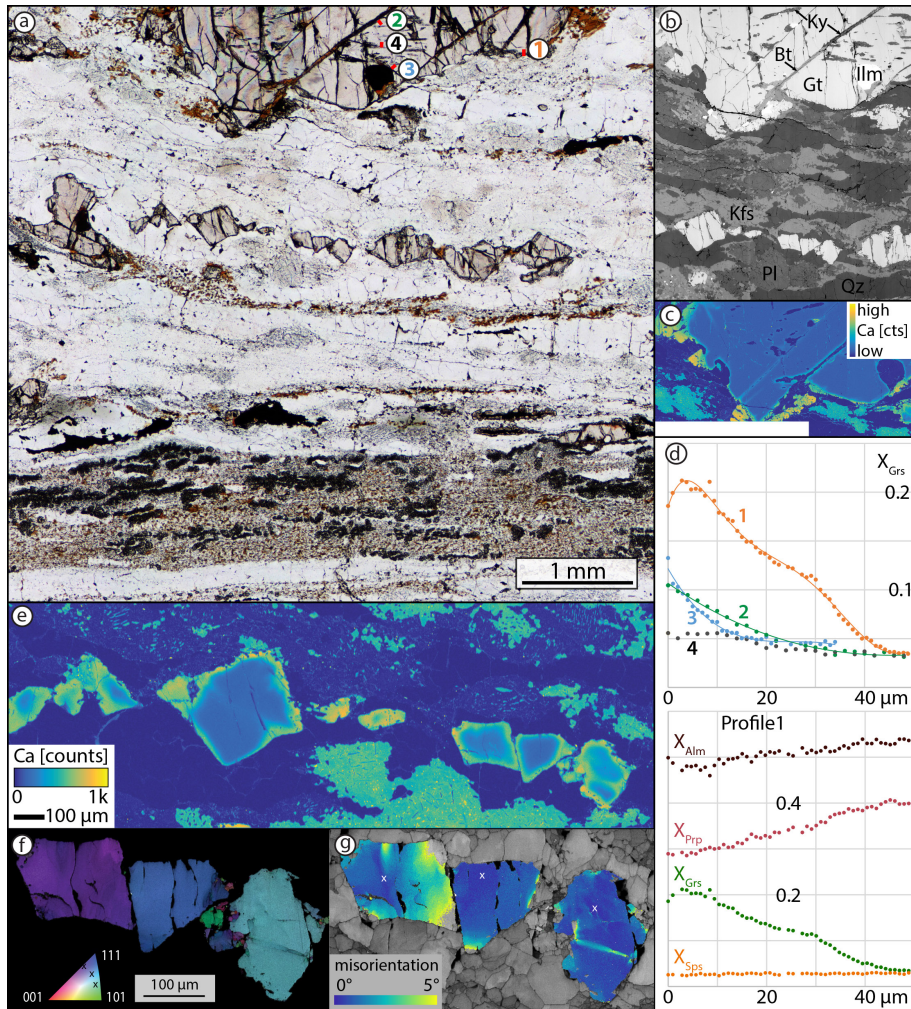 a
2
4
3
1
1 mm
b
Ky
Bt
Ilm
Gt
Kfs
Pl
Qz
c
high
Ca [cts]
low
d
X Grs
0.2
1
0.1
2
3
4
0 20 40 μm
Profile1
X Alm
0.4
X Prp
X Grs
0.2
X Sps
0 20 40 μm
e
Ca [counts]
0 1k
100 μm
f
111
x
x
x
001 101
100 μm
g
x
x
x
misorientation
0° 5°